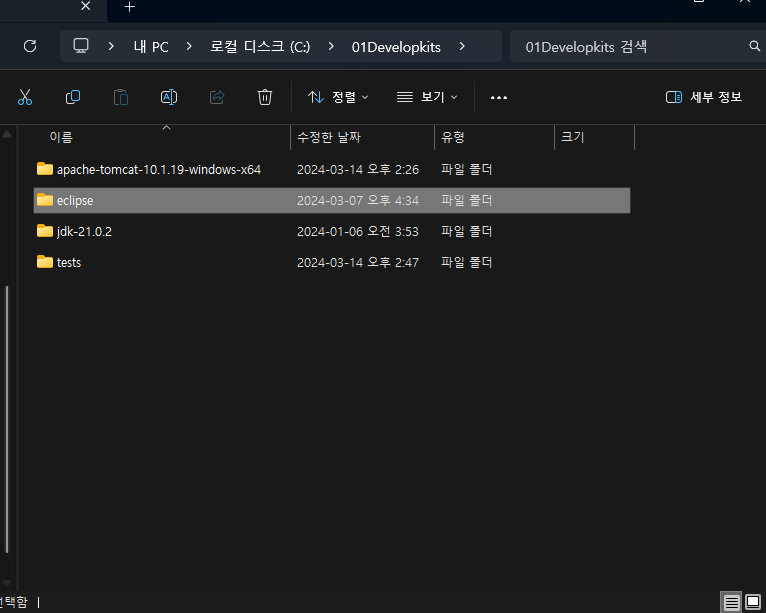 내 PC > 로컬 디스크 (C:) > 01Developkits > 01Developkits 검색
정렬 보기 ••• 세부 정보
이름 수정한 날짜 유형 크기
apache-tomcat-10.1.19-windows-x64 2024-03-14 오후 2:26 파일 폴더
eclipse 2024-03-07 오후 4:34 파일 폴더
jdk-21.0.2 2024-01-06 오전 3:53 파일 폴더
tests 2024-03-14 오후 2:47 파일 폴더
선택함